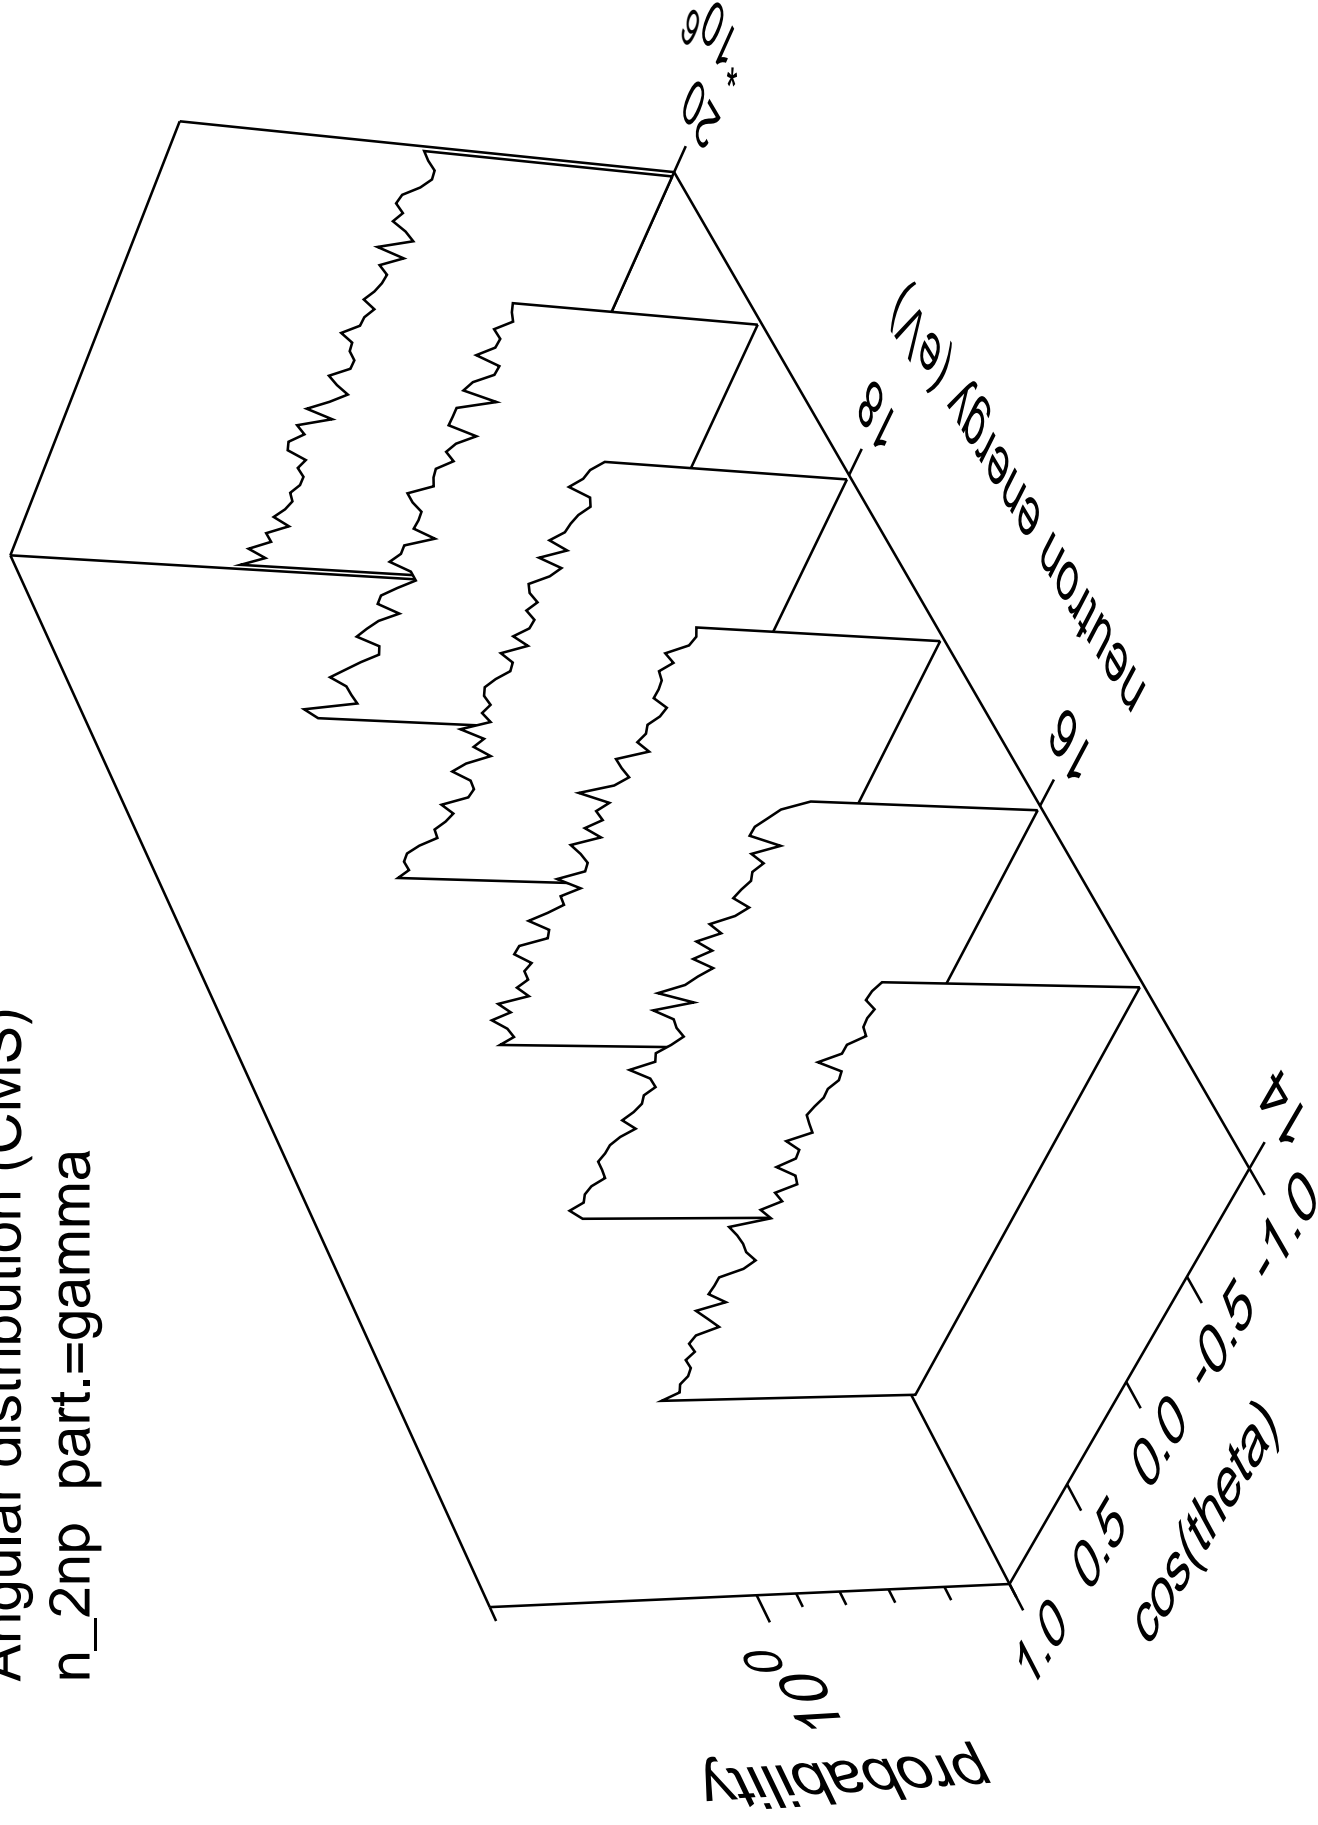 Angular distribution (CMS)
n_2np part.=gamma
probability
10 0
1.0 0.5 0.0 -0.5 -1.0
cos(theta)
14 16 18 20
* 10 6
neutron energy (eV)